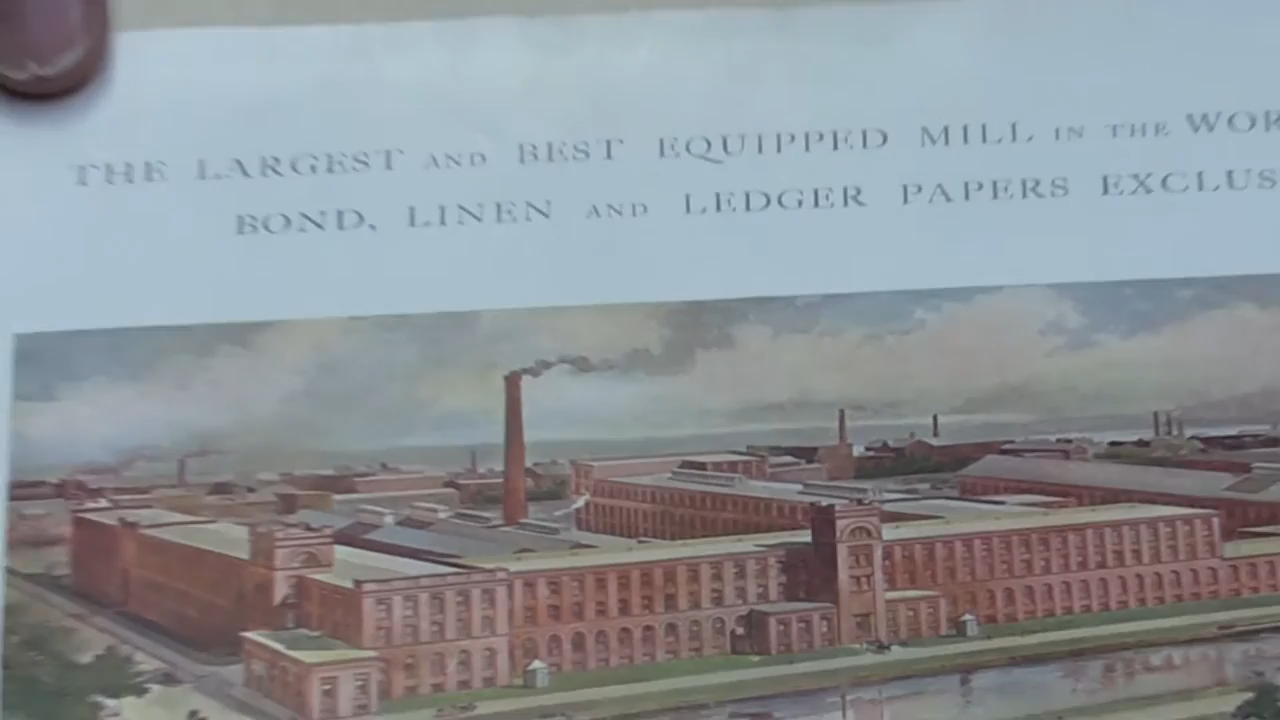 THE LARGEST AND BEST EQUIPPED MILL IN THE
BOND, LINEN AND LEDGER PAPERS